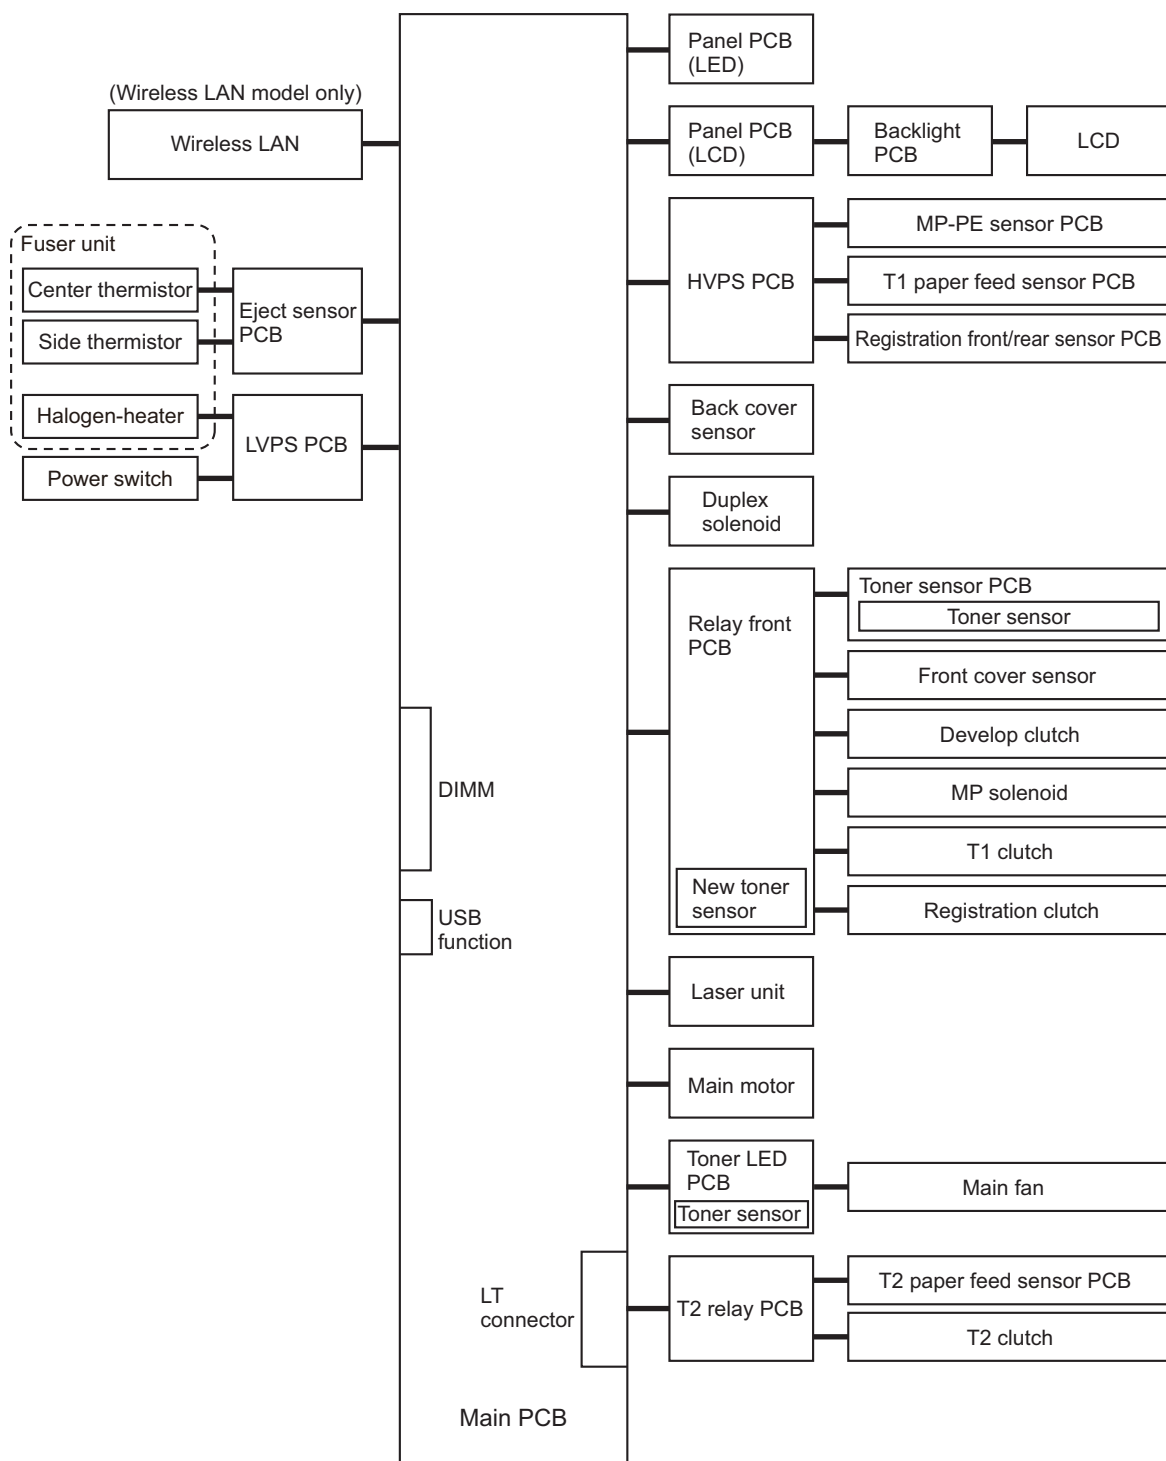 (Wireless LAN model only)
Wireless LAN
Fuser unit
Center thermistor
Side thermistor
Eject sensor
PCB
Halogen-heater
Power switch
LVPS PCB
DIMM
USB
function
LT
connector
Main PCB
Panel PCB
(LED)
Panel PCB
(LCD)
Backlight
PCB
LCD
HVPS PCB
MP-PE sensor PCB
T1 paper feed sensor PCB
Registration front/rear sensor PCB
Back cover
sensor
Duplex
solenoid
Relay front
PCB
New toner
sensor
Toner sensor PCB
Toner sensor
Front cover sensor
Develop clutch
MP solenoid
T1 clutch
Registration clutch
Laser unit
Main motor
Toner LED
PCB
Toner sensor
Main fan
T2 relay PCB
T2 paper feed sensor PCB
T2 clutch